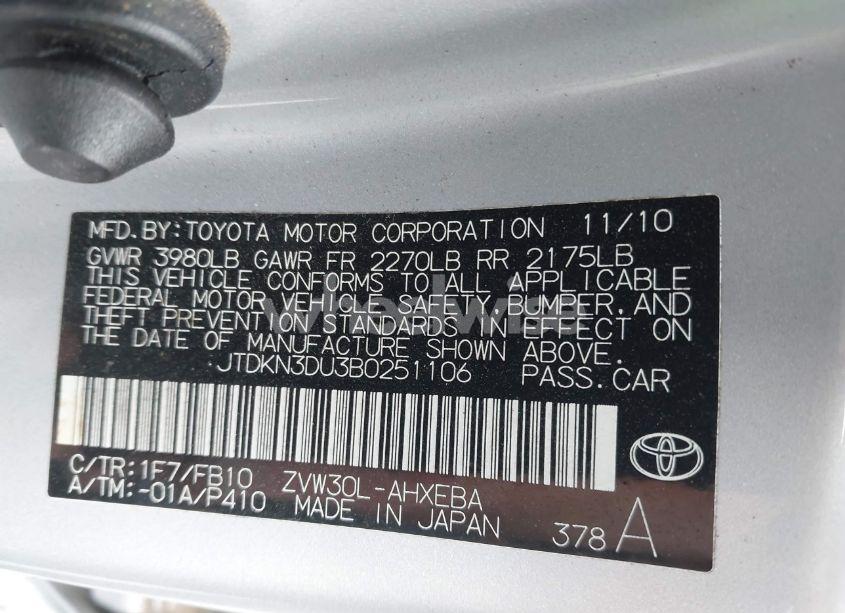 MFD. BY: TOYOTA MOTOR CORPORATION 11/10
GVWR 3980LB GAWR FR 2270LB RR 2175LB
THIS VEHICLE CONFORMS TO ALL APPLICABLE
FEDERAL MOTOR VEHICLE SAFETY, BUMPER, AND
THEFT PREVENTION STANDARDS IN EFFECT ON
THE DATE OF MANUFACTURE SHOWN ABOVE.
JTDKN3DU3B0251106 PASS. CAR
C/TR: 1F7/FB10 ZVW30L-AHXEBA
A/TM: -01A/P410 MADE IN JAPAN 378 A